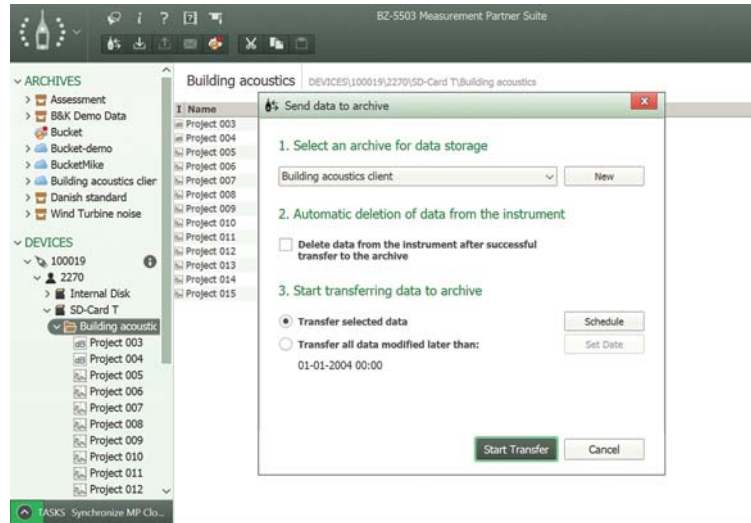 BZ-5503 Measurement Partner Suite
ARCHIVES
Assessment
B&K Demo Data
Bucket
Bucket-demo
BucketMike
Building acoustics clier
Danish standard
Wind Turbine noise
DEVICES
100019
2270
Internal Disk
SD-Card T
Building acoustic
Project 003
Project 004
Project 005
Project 006
Project 007
Project 008
Project 009
Project 010
Project 011
Project 012
TASKS Synchronize MP Clo...
Building acoustics DEVICES\100019\2270\SD-Card T\Building acoustics
I Name
Project 003
Project 004
Project 005
Project 006
Project 007
Project 008
Project 009
Project 010
Project 011
Project 012
Project 013
Project 014
Project 015
Send data to archive
1. Select an archive for data storage
Building acoustics client New
2. Automatic deletion of data from the instrument
Delete data from the instrument after successful
transfer to the archive
3. Start transferring data to archive
Transfer selected data Schedule
Transfer all data modified later than: Set Date
01-01-2004 00:00
Start Transfer Cancel